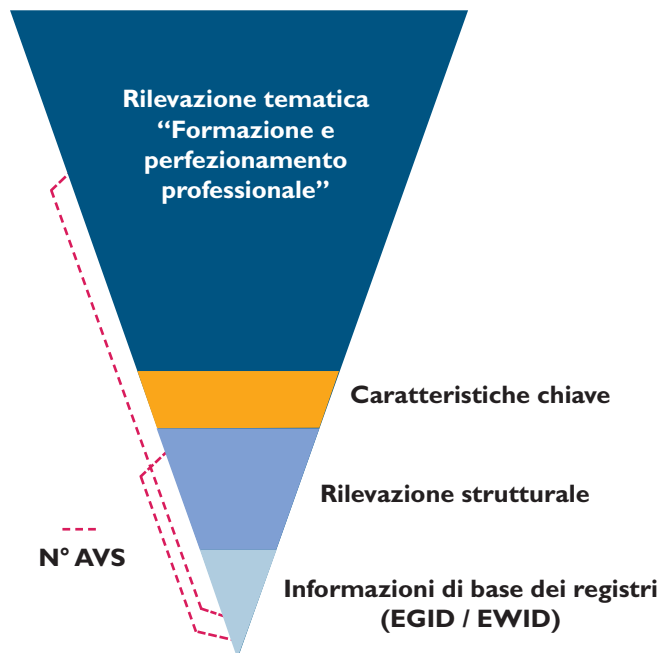 Rilevazione tematica
“Formazione e
perfezionamento
professionale”
Caratteristiche chiave
Rilevazione strutturale
N° AVS
Informazioni di base dei registri
(EGID / EWID)